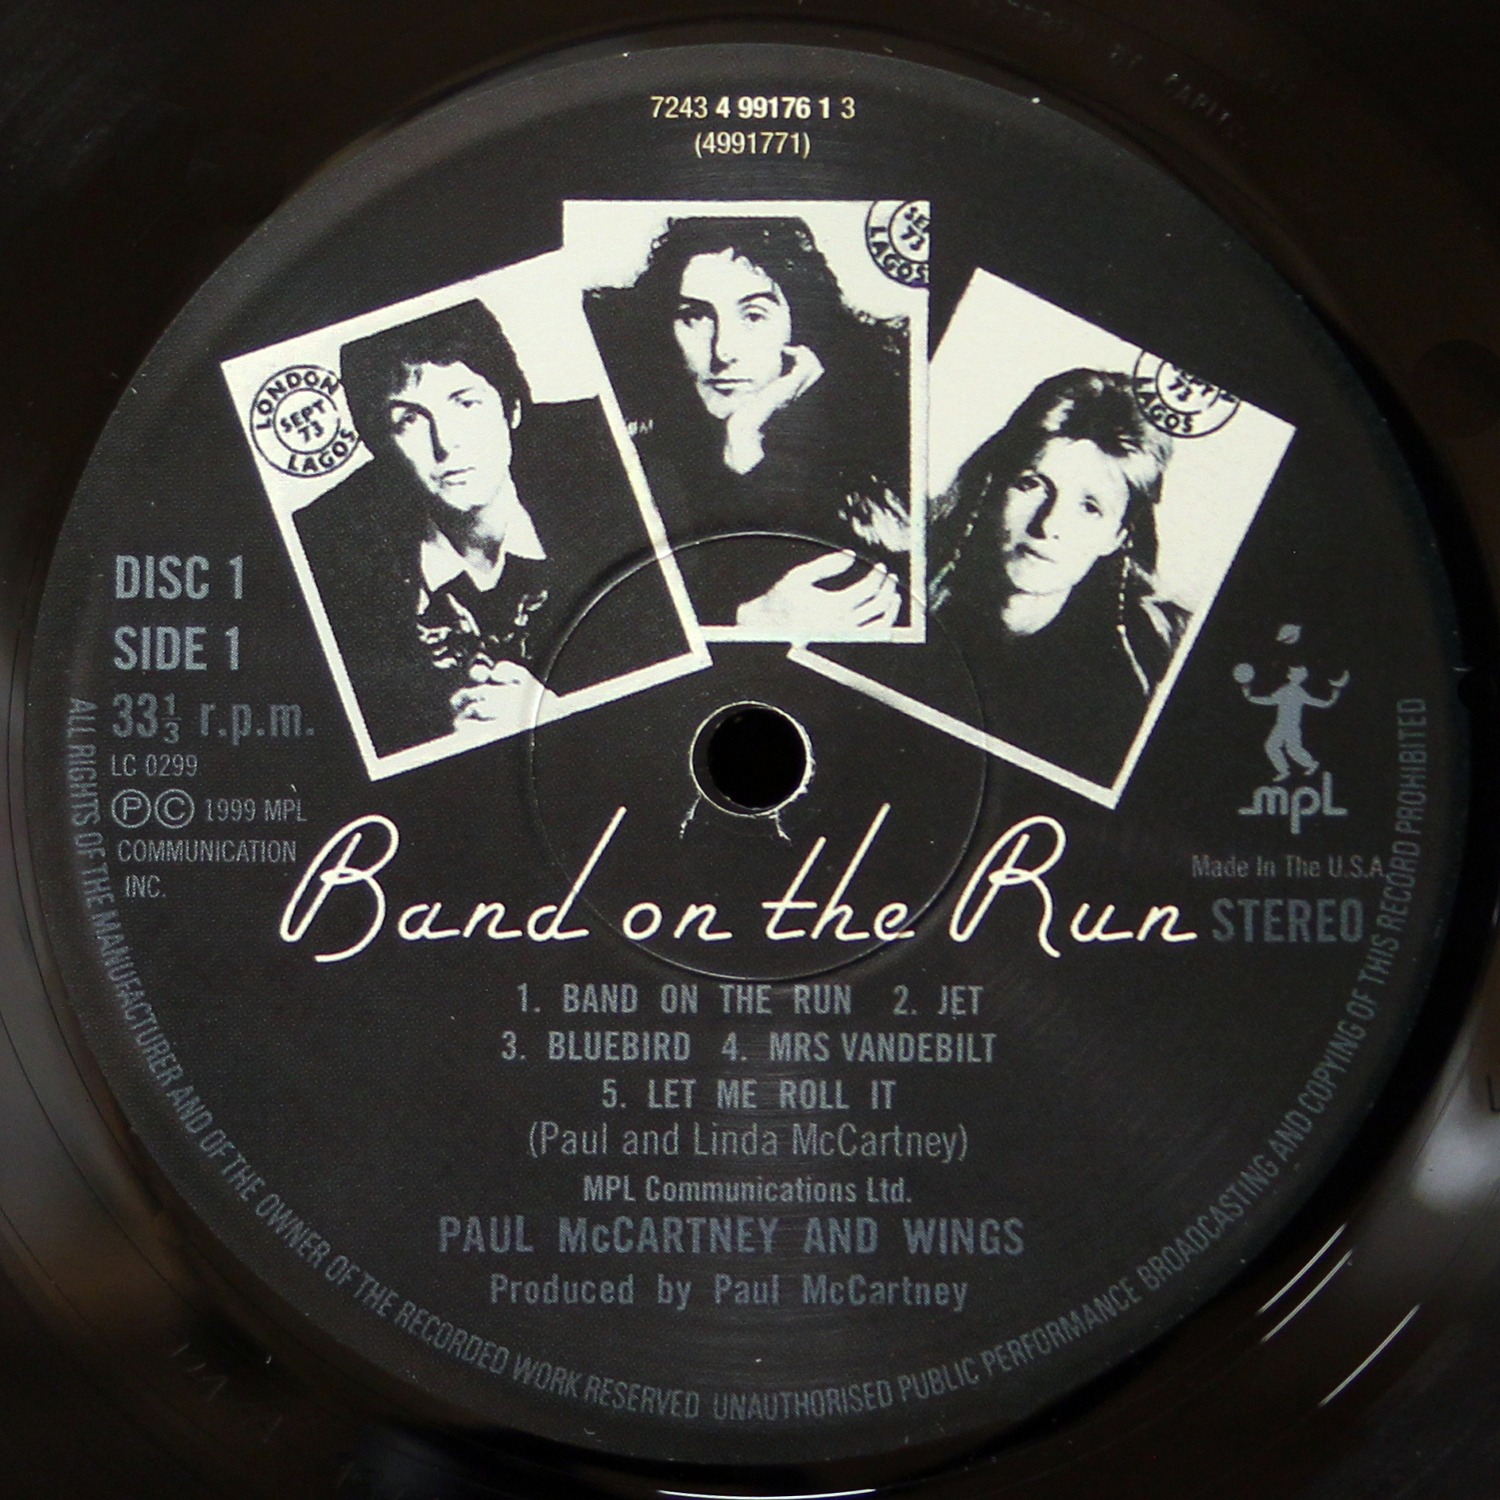 7243 4 99176 1 3
(4991771)
LONDON
SEPT
73
LAGOS
73
LAGOS
73
LAGOS
DISC 1
SIDE 1
33⅓ r.p.m.
LC 0299
ⓅⒸ 1999 MPL
COMMUNICATION
INC.
mpL
Made In The U.S.A.
STEREO
Band on the Run
1. BAND ON THE RUN 2. JET
3. BLUEBIRD 4. MRS VANDEBILT
5. LET ME ROLL IT
(Paul and Linda McCartney)
MPL Communications Ltd.
PAUL McCARTNEY AND WINGS
Produced by Paul McCartney
ALL RIGHTS OF THE MANUFACTURER AND OF THE OWNER OF THE RECORDED WORK RESERVED UNAUTHORISED PUBLIC PERFORMANCE BROADCASTING AND COPYING OF THIS RECORD PROHIBITED